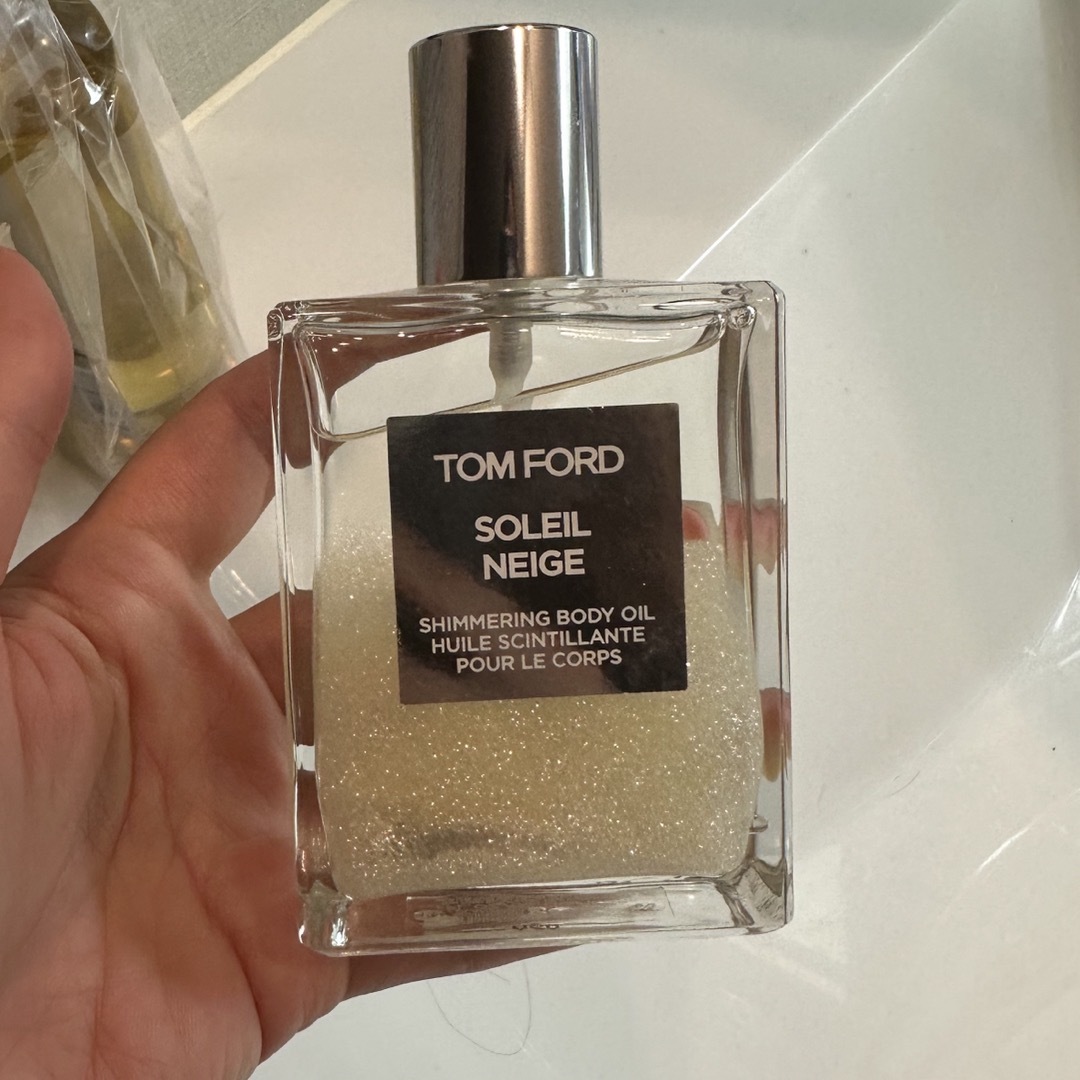 TOM FORD
SOLEIL
NEIGE
SHIMMERING BODY OIL
HUILE SCINTILLANTE
POUR LE CORPS